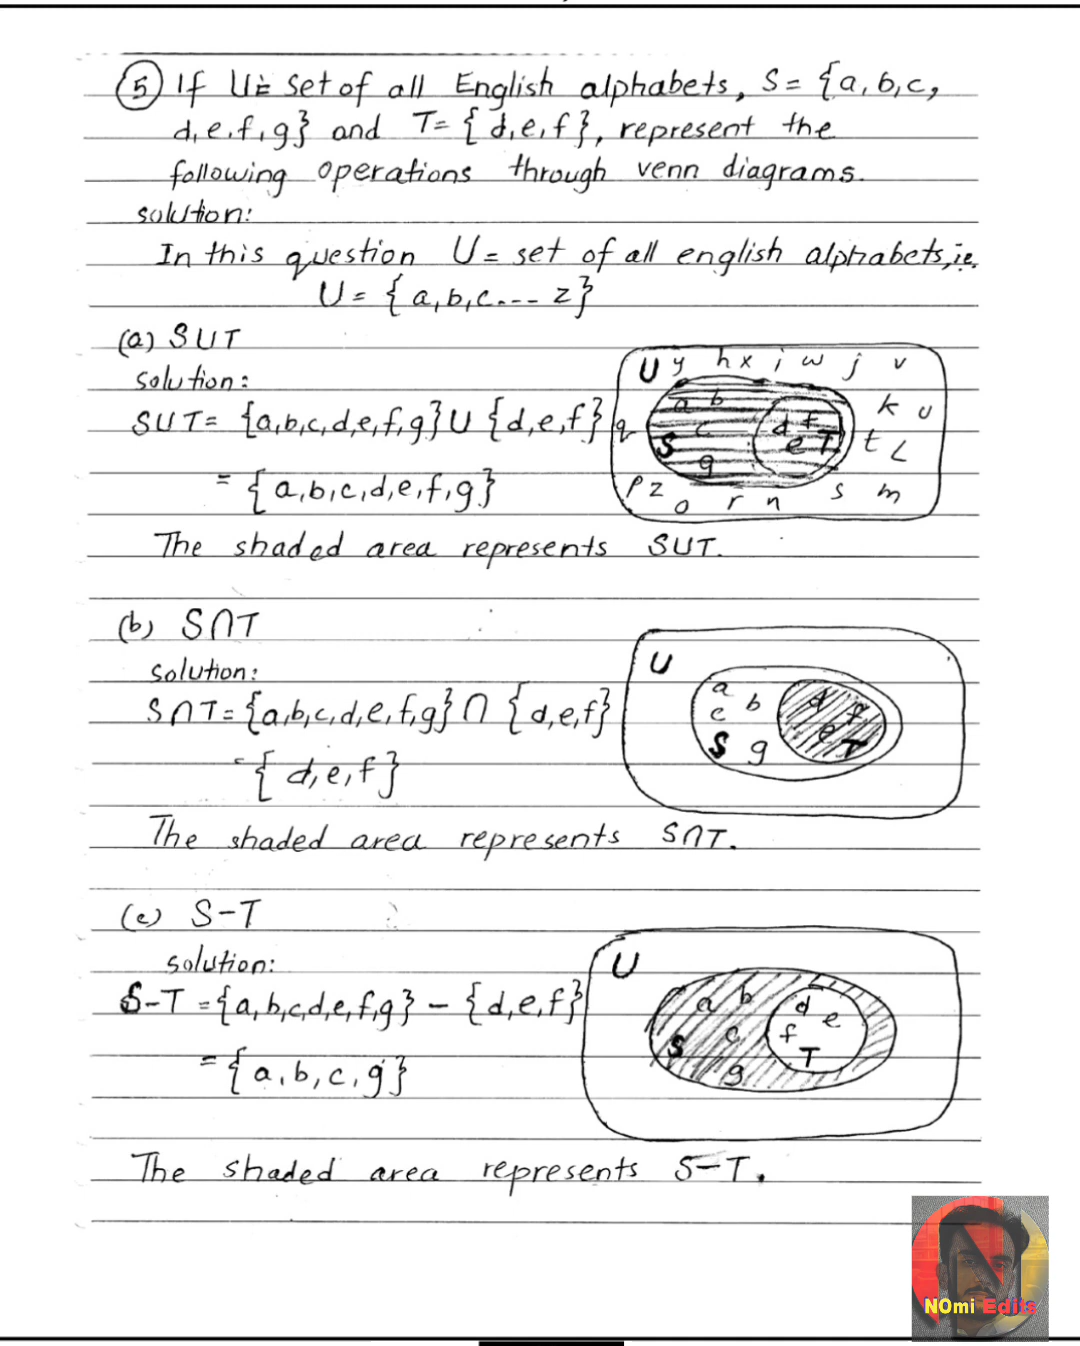 5 If U = Set of all English alphabets, S = {a, b, c,
d, e, f, g} and T = {d, e, f}, represent the
following operations through venn diagrams.
solution:
In this question U = set of all english alphabets, i.e.
U = {a, b, c ---- z}
(a) S∪T
solution:
S∪T = {a, b, c, d, e, f, g} ∪ {d, e, f}
= {a, b, c, d, e, f, g}
U y h x i w j v
a b k u
q c d f t L
S e T
g
p z o r n s m
The shaded area represents S∪T.
(b) S∩T
solution:
S∩T = {a, b, c, d, e, f, g} ∩ {d, e, f}
= {d, e, f}
U
a b d f
c e
S g T
The shaded area represents S∩T.
(c) S-T
solution:
S-T = {a, b, c, d, e, f, g} - {d, e, f}
= {a, b, c, g}
U
a b d e
c f
S T
g
The shaded area represents S-T.
NOmi Edits